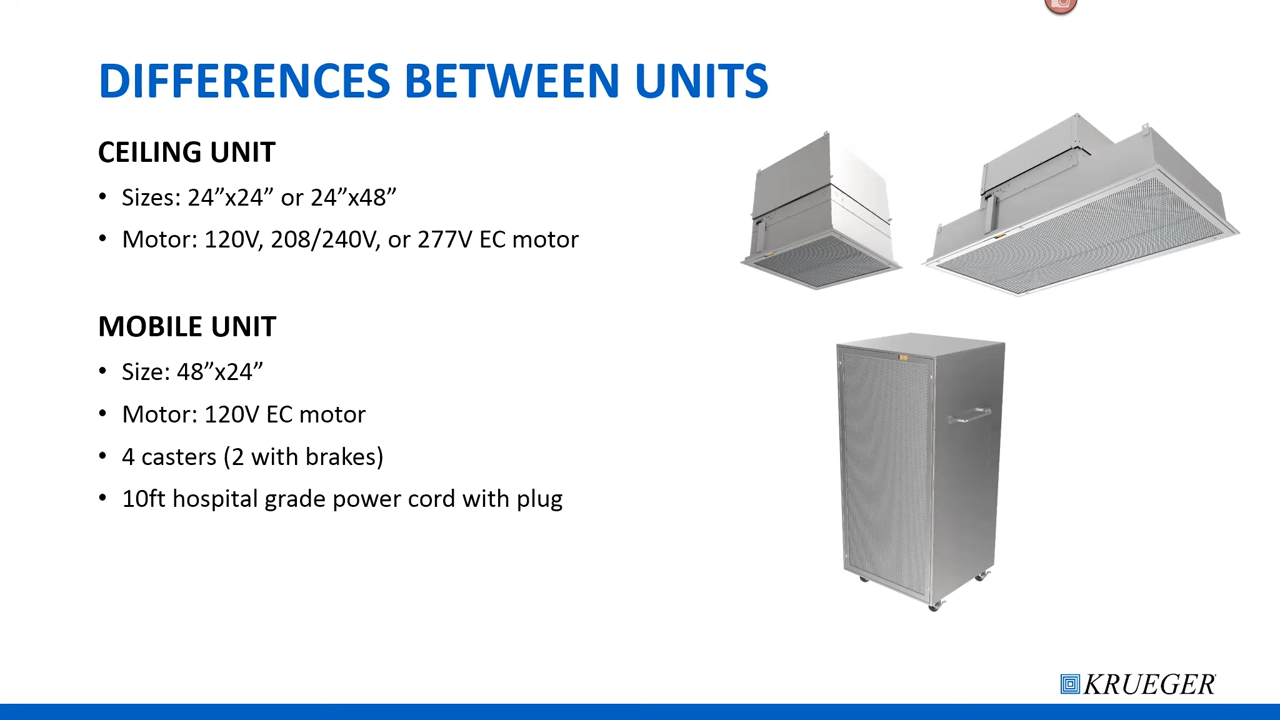 DIFFERENCES BETWEEN UNITS
CEILING UNIT
• Sizes: 24”x24” or 24”x48”
• Motor: 120V, 208/240V, or 277V EC motor
MOBILE UNIT
• Size: 48”x24”
• Motor: 120V EC motor
• 4 casters (2 with brakes)
• 10ft hospital grade power cord with plug
KRUEGER